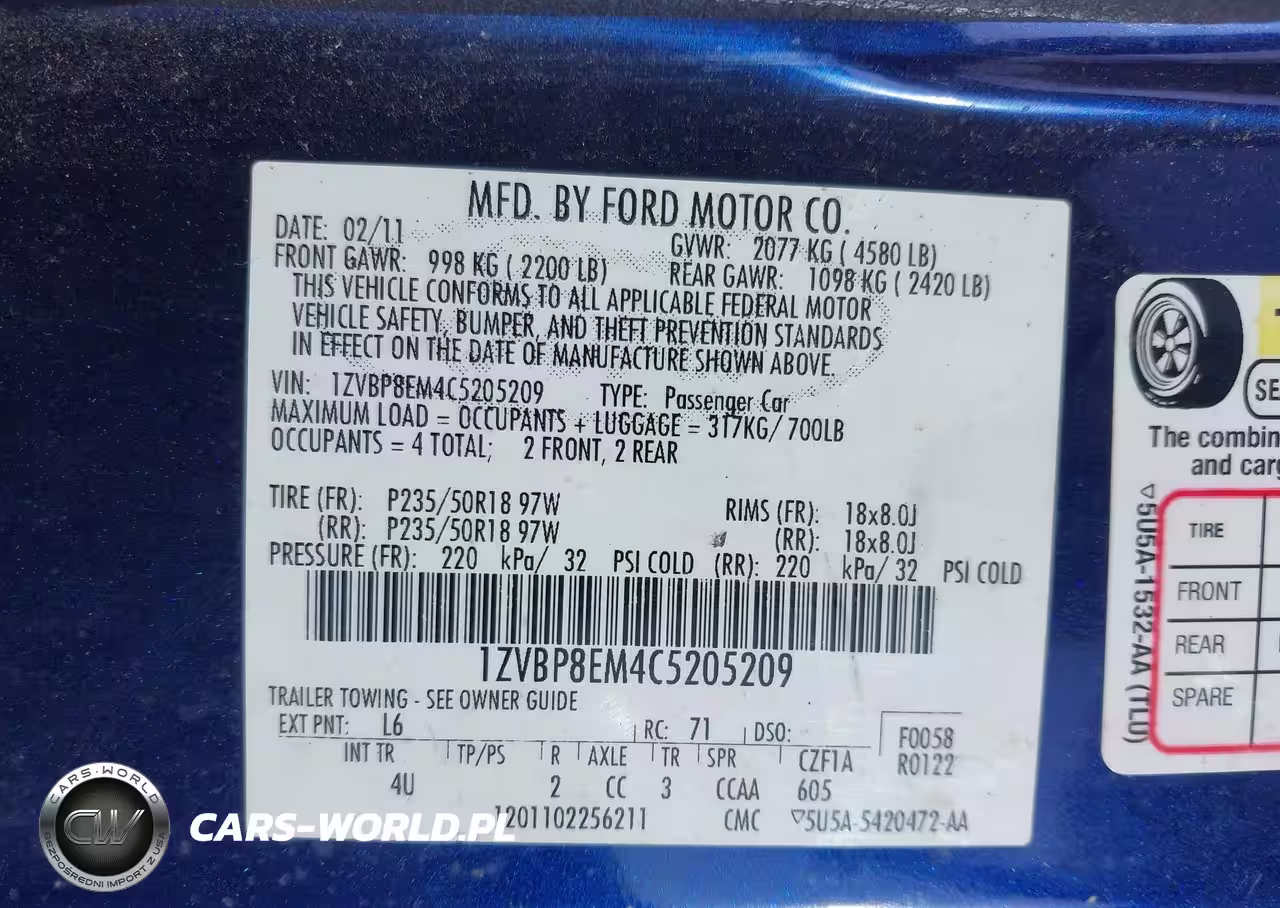 MFD. BY FORD MOTOR CO.
DATE: 02/11
GVWR: 2077 KG ( 4580 LB)
FRONT GAWR: 998 KG ( 2200 LB)
REAR GAWR: 1098 KG ( 2420 LB)
THIS VEHICLE CONFORMS TO ALL APPLICABLE FEDERAL MOTOR
VEHICLE SAFETY, BUMPER, AND THEFT PREVENTION STANDARDS
IN EFFECT ON THE DATE OF MANUFACTURE SHOWN ABOVE.
VIN: 1ZVBP8EM4C5205209 TYPE: Passenger Car
MAXIMUM LOAD = OCCUPANTS + LUGGAGE = 317KG/ 700LB
OCCUPANTS = 4 TOTAL; 2 FRONT, 2 REAR
TIRE (FR): P235/50R18 97W RIMS (FR): 18x8.0J
(RR): P235/50R18 97W (RR): 18x8.0J
PRESSURE (FR): 220 kPa/ 32 PSI COLD (RR): 220 kPa/ 32 PSI COLD
1ZVBP8EM4C5205209
TRAILER TOWING - SEE OWNER GUIDE
EXT PNT: L6 RC: 71 DSO:
F0058
R0122
INT TR TP/PS R AXLE TR SPR CZF1A
4U 2 CC 3 CCAA 605
1201102256211 CMC ▽5U5A-5420472-AA
SE
The combin
and carg
▽5U5A-1532-AA (TL0)
TIRE
FRONT
REAR
SPARE
CARS-WORLD
CW
BEZPOŚREDNI IMPORT Z USA
CARS-WORLD.PL